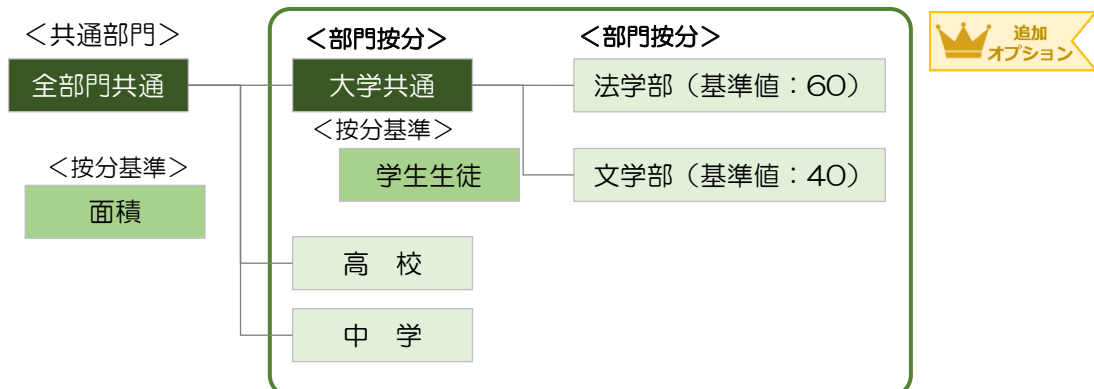 ＜共通部門＞
全部門共通
＜按分基準＞
面積
＜部門按分＞
大学共通
＜按分基準＞
学生生徒
高　校
中　学
＜部門按分＞
法学部（基準値：60）
文学部（基準値：40）
追加
オプション